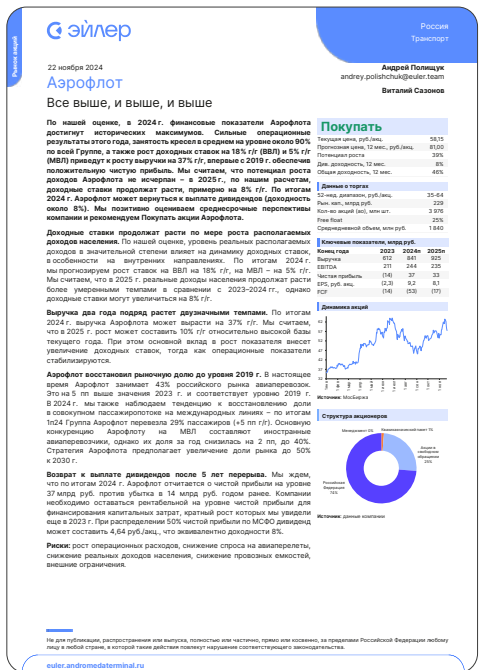 эйлер
Россия
Транспорт
Рынок акций
22 ноября 2024
Андрей Полищук
andrey.polishchuk@euler.team
Виталий Сазонов
Аэрофлот
Все выше, и выше, и выше
По нашей оценке, в 2024 г. финансовые показатели Аэрофлота
достигнут исторических максимумов. Сильные операционные
результаты этого года, занятость кресел в среднем на уровне около 90%
по всей Группе, а также рост доходных ставок на 18% г/г (ВВЛ) и 5% г/г
(МВЛ) приведут к росту выручки на 37% г/г, впервые с 2019 г. обеспечив
положительную чистую прибыль. Мы считаем, что потенциал роста
доходов Аэрофлота не исчерпан – в 2025 г., по нашим расчетам,
доходные ставки продолжат расти, примерно на 8% г/г. По итогам
2024 г. Аэрофлот может вернуться к выплате дивидендов (доходность
около 8%). Мы позитивно оцениваем среднесрочные перспективы
компании и рекомендуем Покупать акции Аэрофлота.
Доходные ставки продолжат расти по мере роста располагаемых
доходов населения. По нашей оценке, уровень реальных располагаемых
доходов в значительной степени влияет на динамику доходных ставок,
в особенности на внутренних направлениях. По итогам 2024 г.
мы прогнозируем рост ставок на ВВЛ на 18% г/г, на МВЛ – на 5% г/г.
Мы считаем, что в 2025 г. реальные доходы населения продолжат расти
более умеренными темпами в сравнении с 2023–2024 гг., однако
доходные ставки могут увеличиться на 8% г/г.
Выручка два года подряд растет двузначными темпами. По итогам
2024 г. выручка Аэрофлота может вырасти на 37% г/г. Мы считаем,
что в 2025 г. рост может составить 10% г/г относительно высокой базы
текущего года. При этом основной вклад в рост показателя внесет
увеличение доходных ставок, тогда как операционные показатели
стабилизируются.
Аэрофлот восстановил рыночную долю до уровня 2019 г. В настоящее
время Аэрофлот занимает 43% российского рынка авиаперевозок.
Это на 5 пп выше значения 2023 г. и соответствует уровню 2019 г.
В 2024 г. мы также наблюдаем тенденцию к восстановлению доли
в совокупном пассажиропотоке на международных линиях – по итогам
1п24 Группа Аэрофлот перевезла 29% пассажиров (+5 пп г/г). Основную
конкуренцию Аэрофлоту на МВЛ составляют иностранные
авиаперевозчики, однако их доля за год снизилась на 2 пп, до 40%.
Стратегия Аэрофлота предполагает увеличение доли рынка до 50%
к 2030 г.
Возврат к выплате дивидендов после 5 лет перерыва. Мы ждем,
что по итогам 2024 г. Аэрофлот отчитается о чистой прибыли на уровне
37 млрд руб. против убытка в 14 млрд руб. годом ранее. Компании
необходимо оставаться рентабельной на уровне чистой прибыли для
финансирования капитальных затрат, кратный рост которых мы увидели
еще в 2023 г. При распределении 50% чистой прибыли по МСФО дивиденд
может составить 4,64 руб./акц., что эквивалентно доходности 8%.
Риски: рост операционных расходов, снижение спроса на авиаперелеты,
снижение реальных доходов населения, снижение провозных емкостей,
внешние ограничения.
Покупать
Текущая цена, руб./акц. 58,15
Прогнозная цена, 12 мес., руб./акц. 81,00
Потенциал роста 39%
Див. доходность, 12 мес. 8%
Общая доходность, 12 мес. 46%
Данные о торгах
52-нед. диапазон, руб./акц. 35-64
Рын. кап., млрд руб. 229
Кол-во акций (ао), млн шт. 3 976
Free float 25%
Среднедневной объем, млн руб. 1 840
Ключевые показатели, млрд руб.
Конец года 2023 2024п 2025п
Выручка 612 841 925
EBITDA 211 244 235
Чистая прибыль (14) 37 33
EPS, руб. акц. (2,3) 9,2 8,1
FCF (14) (53) (17)
Динамика акций
62
57
52
47
42
37
32
Источник: МосБиржа
Структура акционеров
Менеджмент 0%
Квазиказначейский пакет 1%
Акции в
свободном
обращении
25%
Российская
Федерация
74%
Источник: данные компании
Не для публикации, распространения или выпуска, полностью или частично, прямо или косвенно, за пределами Российской Федерации любому
лицу в любой стране, в которой такие действия повлекут нарушение соответствующего законодательства.
euler.andromedaterminal.ru